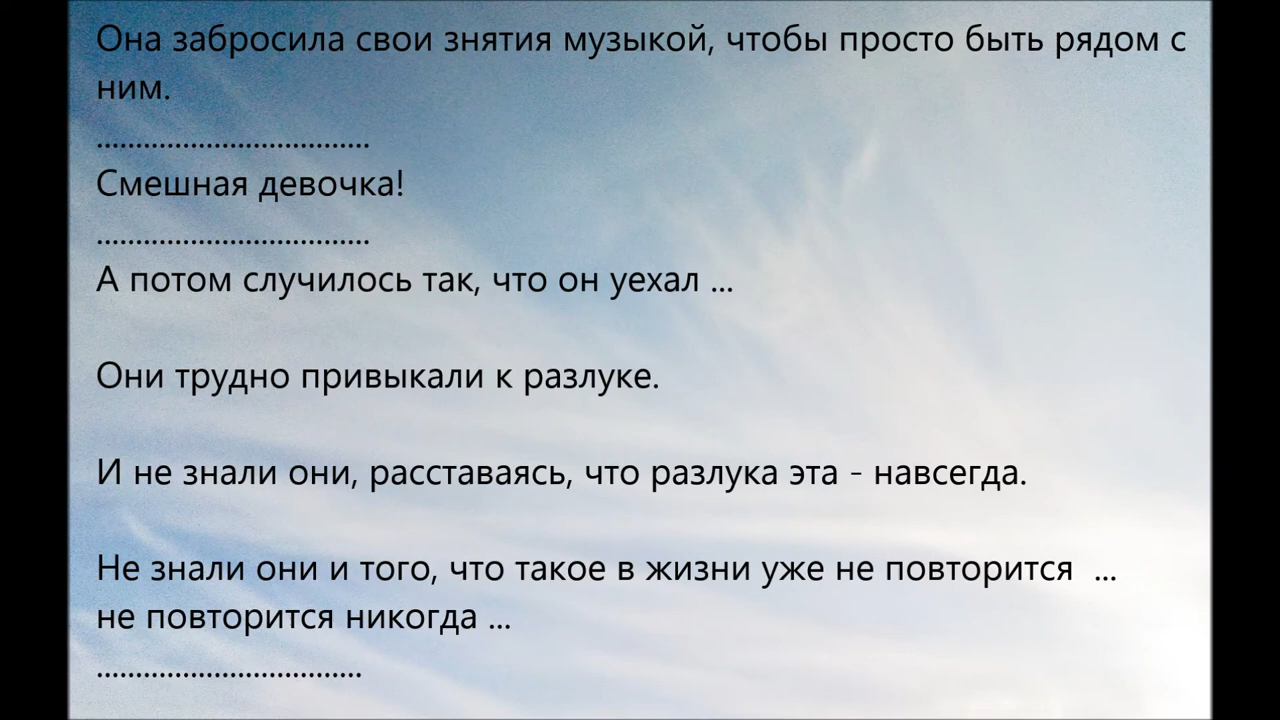 Она забросила свои знятия музыкой, чтобы просто быть рядом с
ним.
..................................
Смешная девочка!
..................................
А потом случилось так, что он уехал ...
Они трудно привыкали к разлуке.
И не знали они, расставаясь, что разлука эта - навсегда.
Не знали они и того, что такое в жизни уже не повторится  ...
не повторится никогда ...
.................................